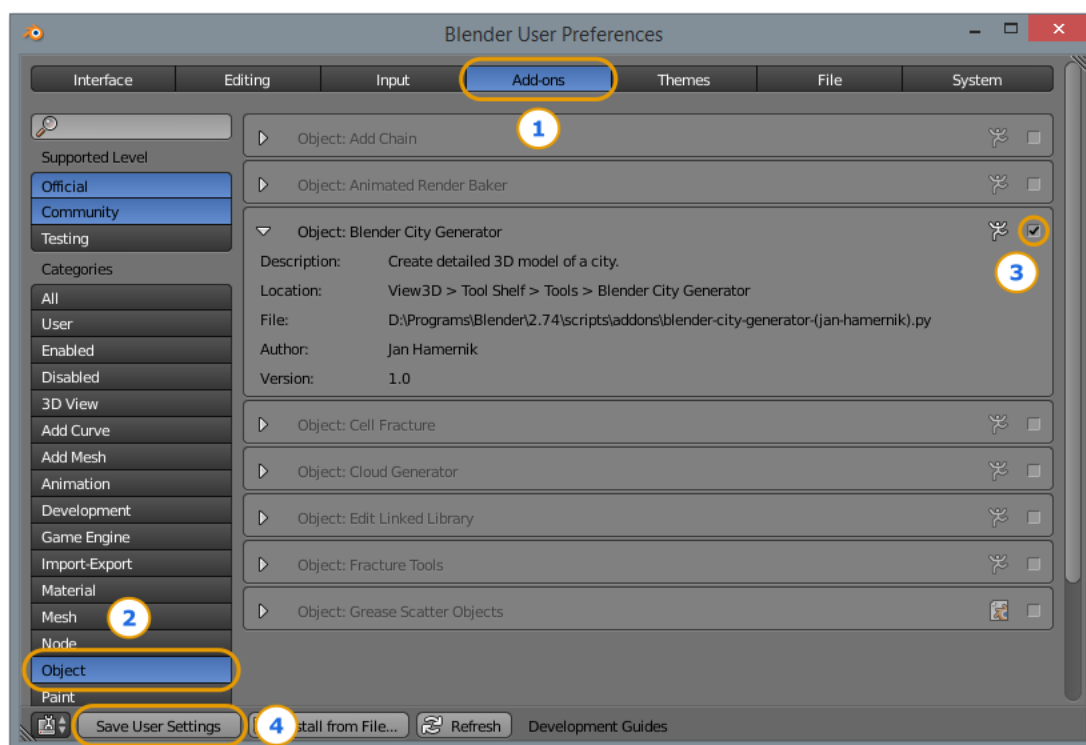 Blender User Preferences
Interface Editing Input Add-ons Themes File System
1
Supported Level
Official
Community
Testing
Categories
All
User
Enabled
Disabled
3D View
Add Curve
Add Mesh
Animation
Development
Game Engine
Import-Export
Material
Mesh
2
Node
Object
Paint
Object: Add Chain
Object: Animated Render Baker
Object: Blender City Generator
3
Description: Create detailed 3D model of a city.
Location: View3D > Tool Shelf > Tools > Blender City Generator
File: D:\Programs\Blender\2.74\scripts\addons\blender-city-generator-(jan-hamernik).py
Author: Jan Hamernik
Version: 1.0
Object: Cell Fracture
Object: Cloud Generator
Object: Edit Linked Library
Object: Fracture Tools
Object: Grease Scatter Objects
Save User Settings 4 stall from File... Refresh Development Guides